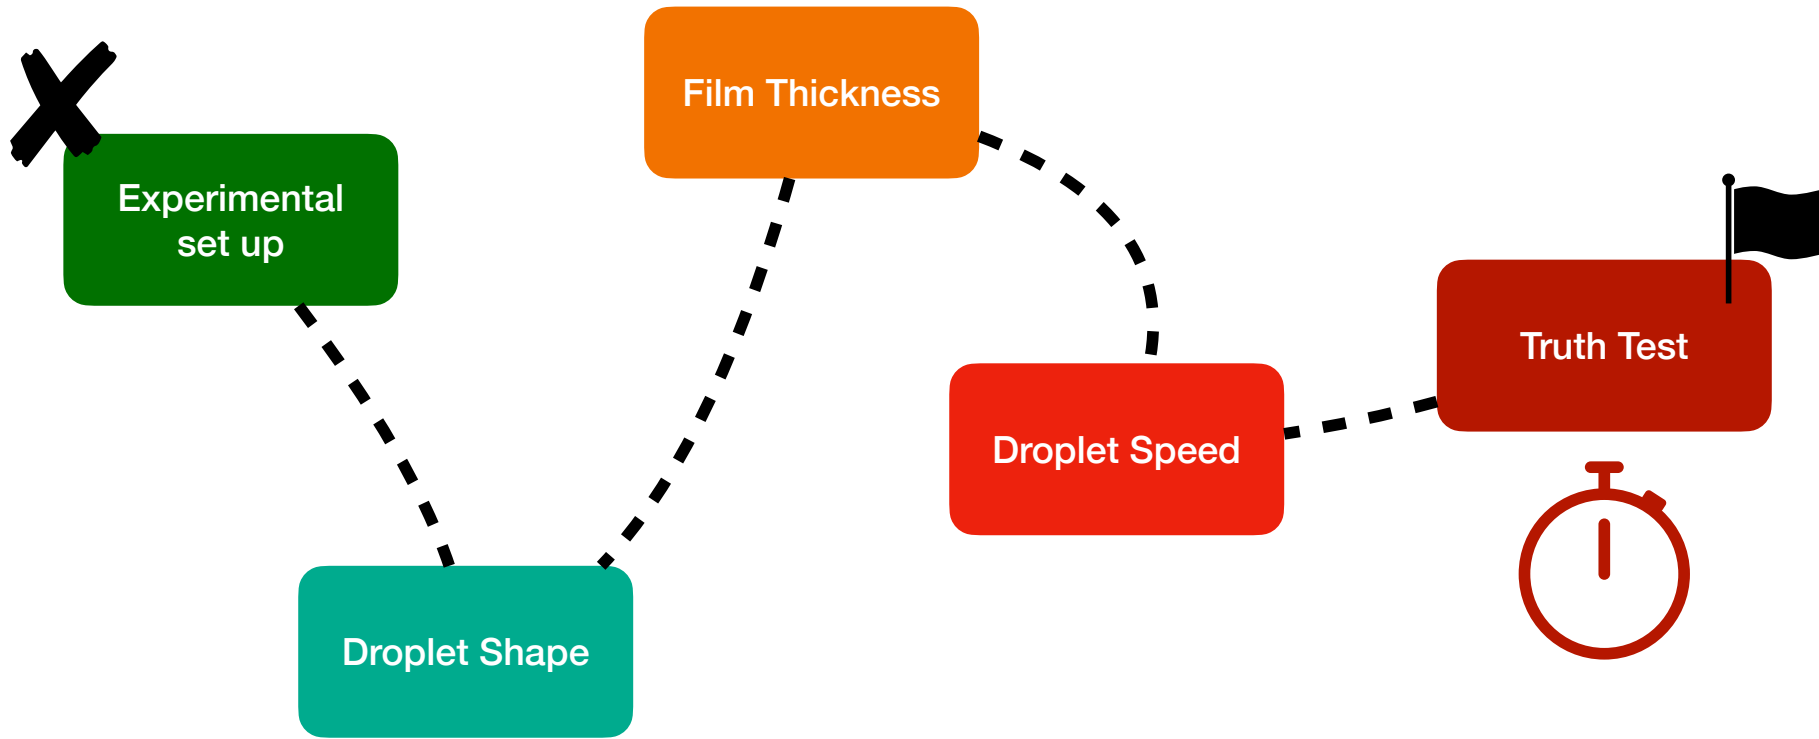 Film Thickness
Experimental
set up
Truth Test
Droplet Speed
Droplet Shape